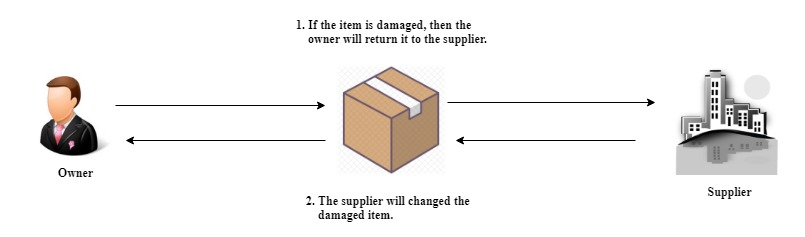 1. If the item is damaged, then the
owner will return it to the supplier.
Owner
Supplier
2. The supplier will changed the
damaged item.